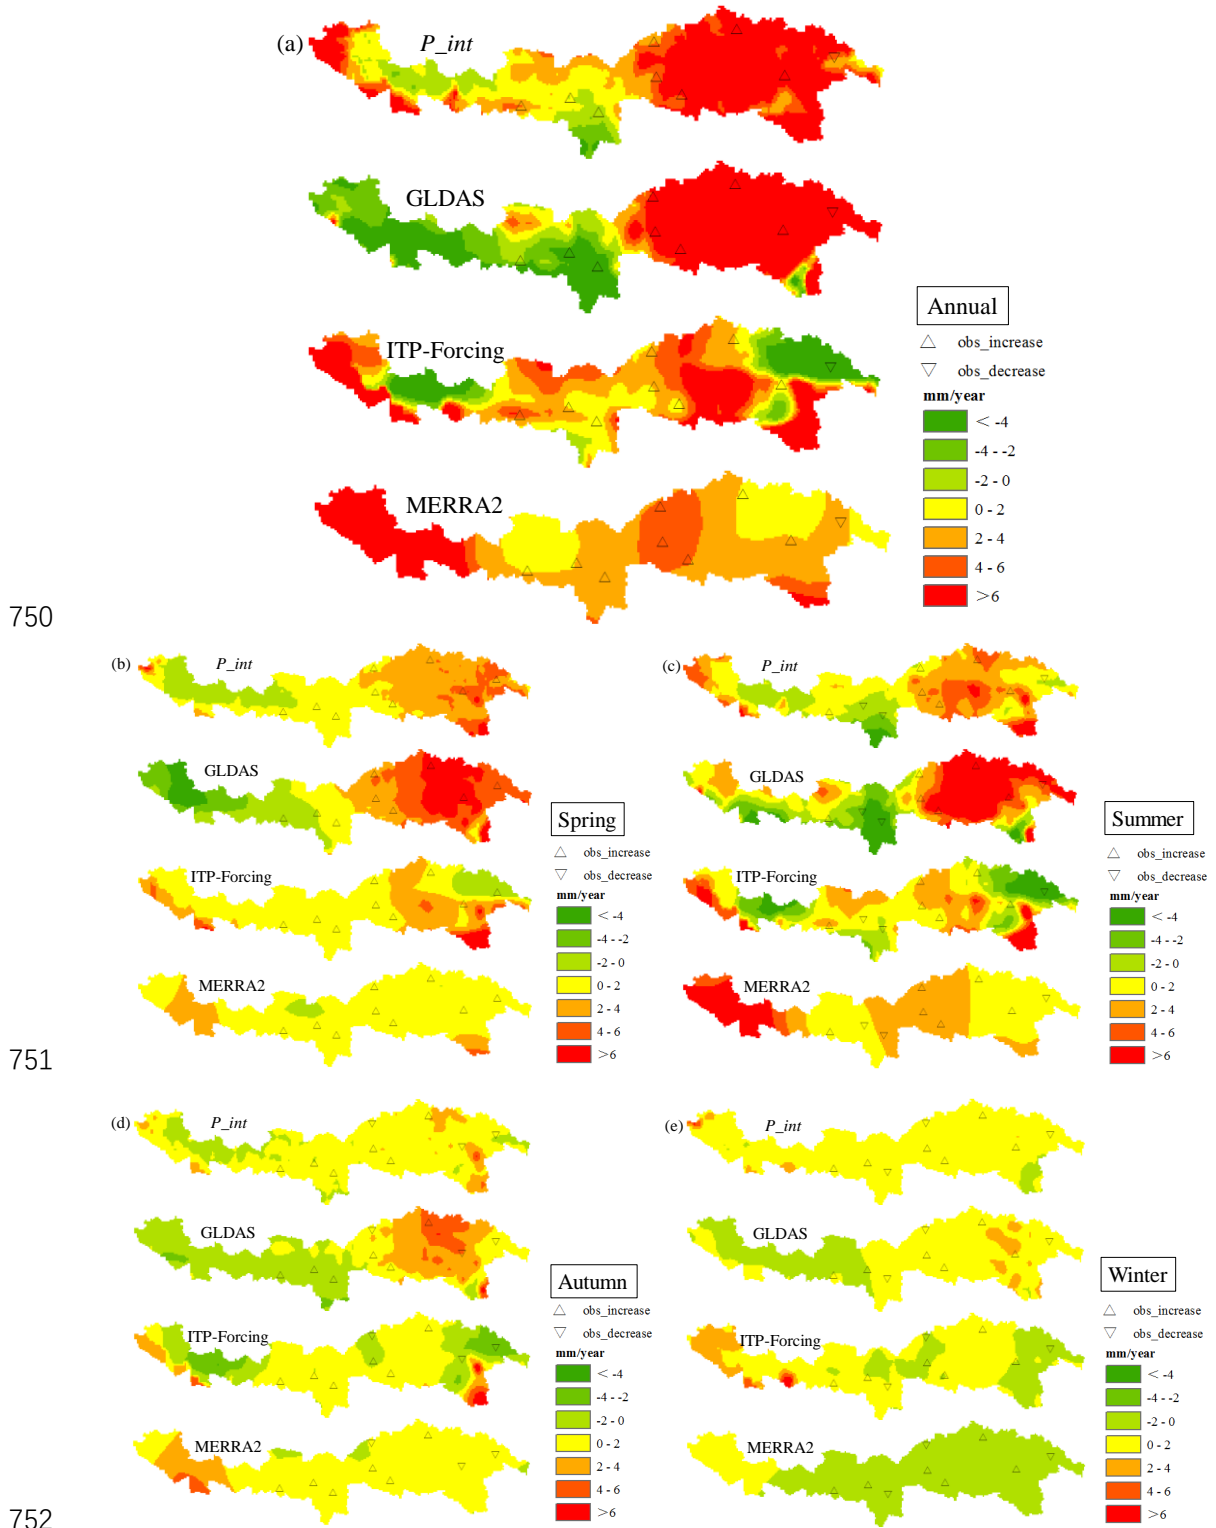 (a)
P_int
GLDAS
ITP-Forcing
MERRA2
Annual
obs_increase
obs_decrease
mm/year
< -4
-4 - -2
-2 - 0
0 - 2
2 - 4
4 - 6
>6
750
(b)
P_int
GLDAS
ITP-Forcing
MERRA2
Spring
obs_increase
obs_decrease
mm/year
< -4
-4 - -2
-2 - 0
0 - 2
2 - 4
4 - 6
>6
(c)
P_int
GLDAS
ITP-Forcing
MERRA2
Summer
obs_increase
obs_decrease
mm/year
< -4
-4 - -2
-2 - 0
0 - 2
2 - 4
4 - 6
>6
751
(d)
P_int
GLDAS
ITP-Forcing
MERRA2
Autumn
obs_increase
obs_decrease
mm/year
< -4
-4 - -2
-2 - 0
0 - 2
2 - 4
4 - 6
>6
(e)
P_int
GLDAS
ITP-Forcing
MERRA2
Winter
obs_increase
obs_decrease
mm/year
< -4
-4 - -2
-2 - 0
0 - 2
2 - 4
4 - 6
>6
752